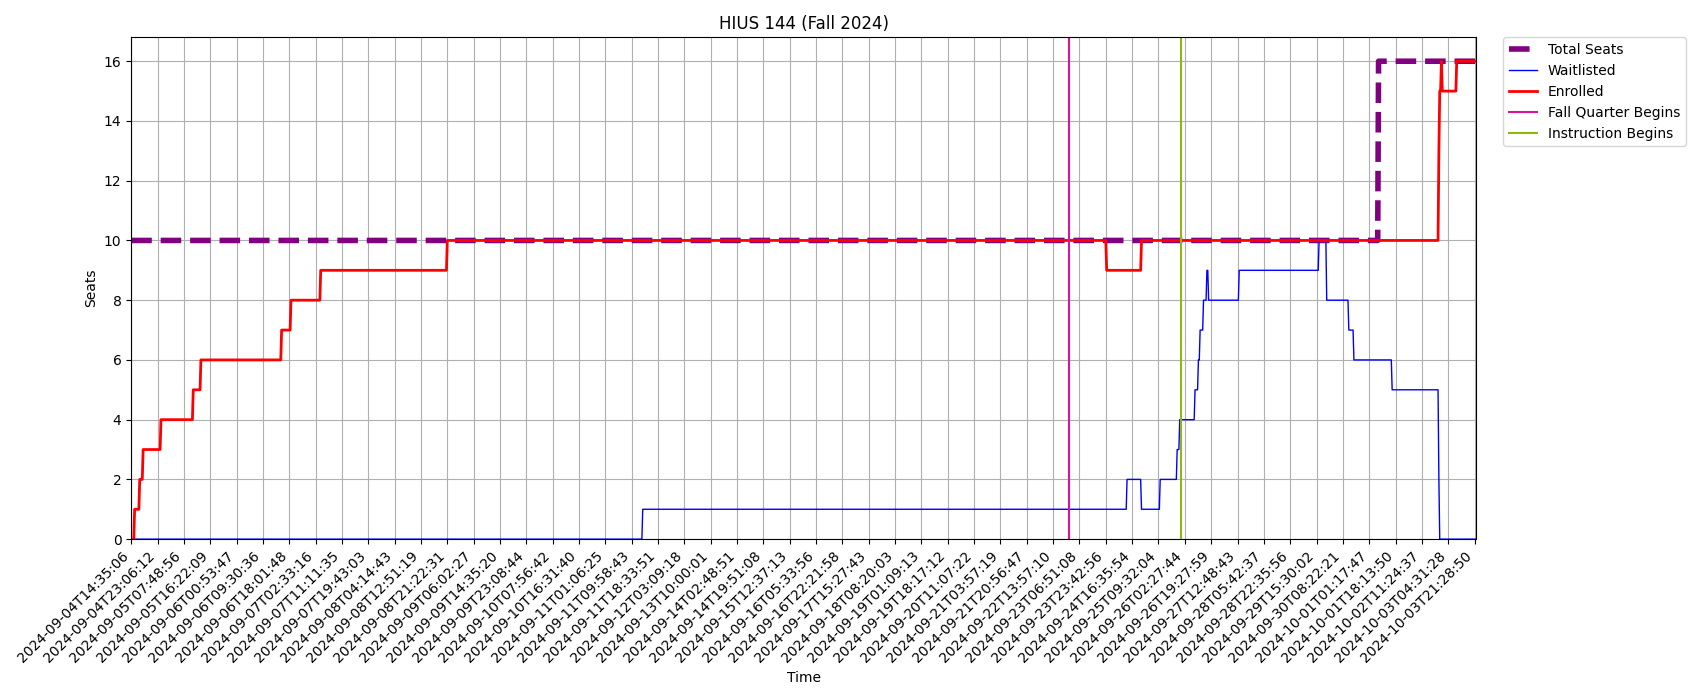 HIUS 144 (Fall 2024)
Total Seats
Waitlisted
Enrolled
Fall Quarter Begins
Instruction Begins
Seats
16
14
12
10
8
6
4
2
0
2024-09-04T14:35:06
2024-09-04T23:06:12
2024-09-05T07:48:56
2024-09-05T16:22:09
2024-09-06T00:53:47
2024-09-06T09:30:36
2024-09-06T18:01:48
2024-09-07T02:33:16
2024-09-07T11:11:35
2024-09-07T19:43:03
2024-09-08T04:14:43
2024-09-08T12:51:19
2024-09-08T21:22:31
2024-09-09T06:02:27
2024-09-09T14:35:20
2024-09-09T23:08:44
2024-09-10T07:56:42
2024-09-10T16:31:40
2024-09-11T01:06:25
2024-09-11T09:58:43
2024-09-11T18:33:51
2024-09-12T03:09:18
2024-09-13T10:00:01
2024-09-14T02:48:51
2024-09-14T19:51:08
2024-09-15T12:37:13
2024-09-16T05:33:56
2024-09-16T22:21:58
2024-09-17T15:27:43
2024-09-18T08:20:03
2024-09-19T01:09:13
2024-09-19T18:17:12
2024-09-20T11:07:22
2024-09-21T03:57:19
2024-09-21T20:56:47
2024-09-22T13:57:10
2024-09-23T06:51:08
2024-09-23T23:42:56
2024-09-24T16:35:54
2024-09-25T09:32:04
2024-09-26T02:27:44
2024-09-26T19:27:59
2024-09-27T12:48:43
2024-09-28T05:42:37
2024-09-28T22:35:56
2024-09-29T15:30:02
2024-09-30T08:22:21
2024-10-01T01:17:47
2024-10-01T18:13:50
2024-10-02T11:24:37
2024-10-03T04:31:28
2024-10-03T21:28:50
Time